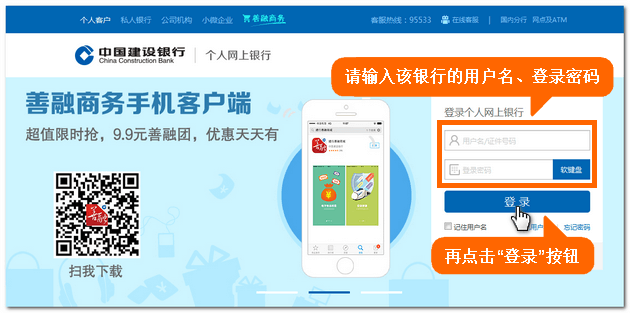 个人客户 私人银行 公司机构 小微企业 善融商务 客服热线：95533 在线客服 国内分行 网点及ATM
中国建设银行 个人网上银行
China Construction Bank
请输入该银行的用户名、登录密码
善融商务手机客户端
超值限时抢，9.9元善融团，优惠天天有
登录个人网上银行
用户名/证件号码
登录密码 软键盘
登录
记住用户名 忘记密码
再点击“登录”按钮
扫我下载